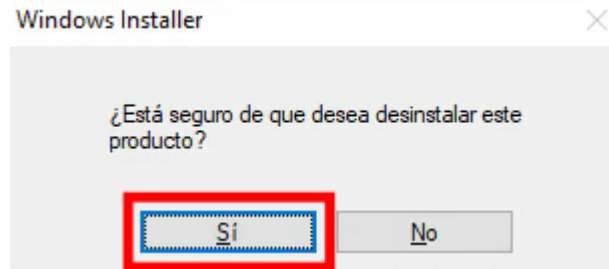 Windows Installer
¿Está seguro de que desea desinstalar este
producto?
Sí
No